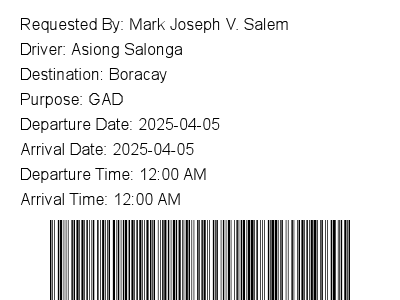 Requested By: Mark Joseph V. Salem
Driver: Asiong Salonga
Destination: Boracay
Purpose: GAD
Departure Date: 2025-04-05
Arrival Date: 2025-04-05
Departure Time: 12:00 AM
Arrival Time: 12:00 AM